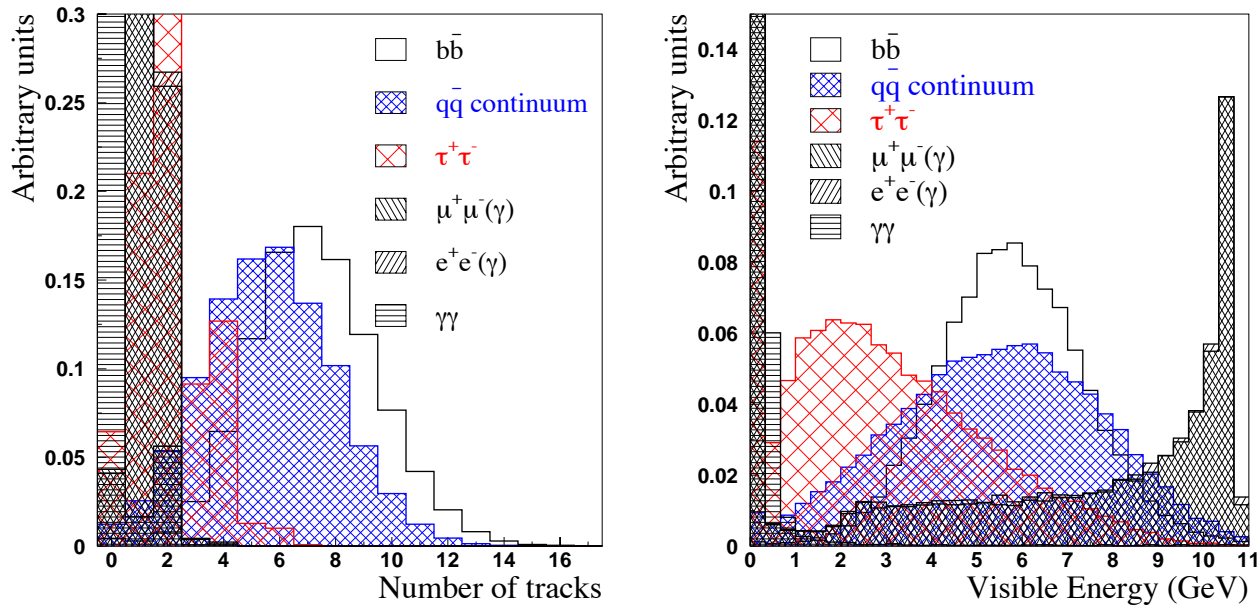 Arbitrary units
0.3
0.25
0.2
0.15
0.1
0.05
0
0 2 4 6 8 10 12 14 16
Number of tracks
bb̄
qq̄ continuum
τ⁺τ⁻
μ⁺μ⁻(γ)
e⁺e⁻(γ)
γγ
Arbitrary units
0.14
0.12
0.1
0.08
0.06
0.04
0.02
0
0 1 2 3 4 5 6 7 8 9 10 11
Visible Energy (GeV)
bb̄
qq̄ continuum
τ⁺τ⁻
μ⁺μ⁻(γ)
e⁺e⁻(γ)
γγ